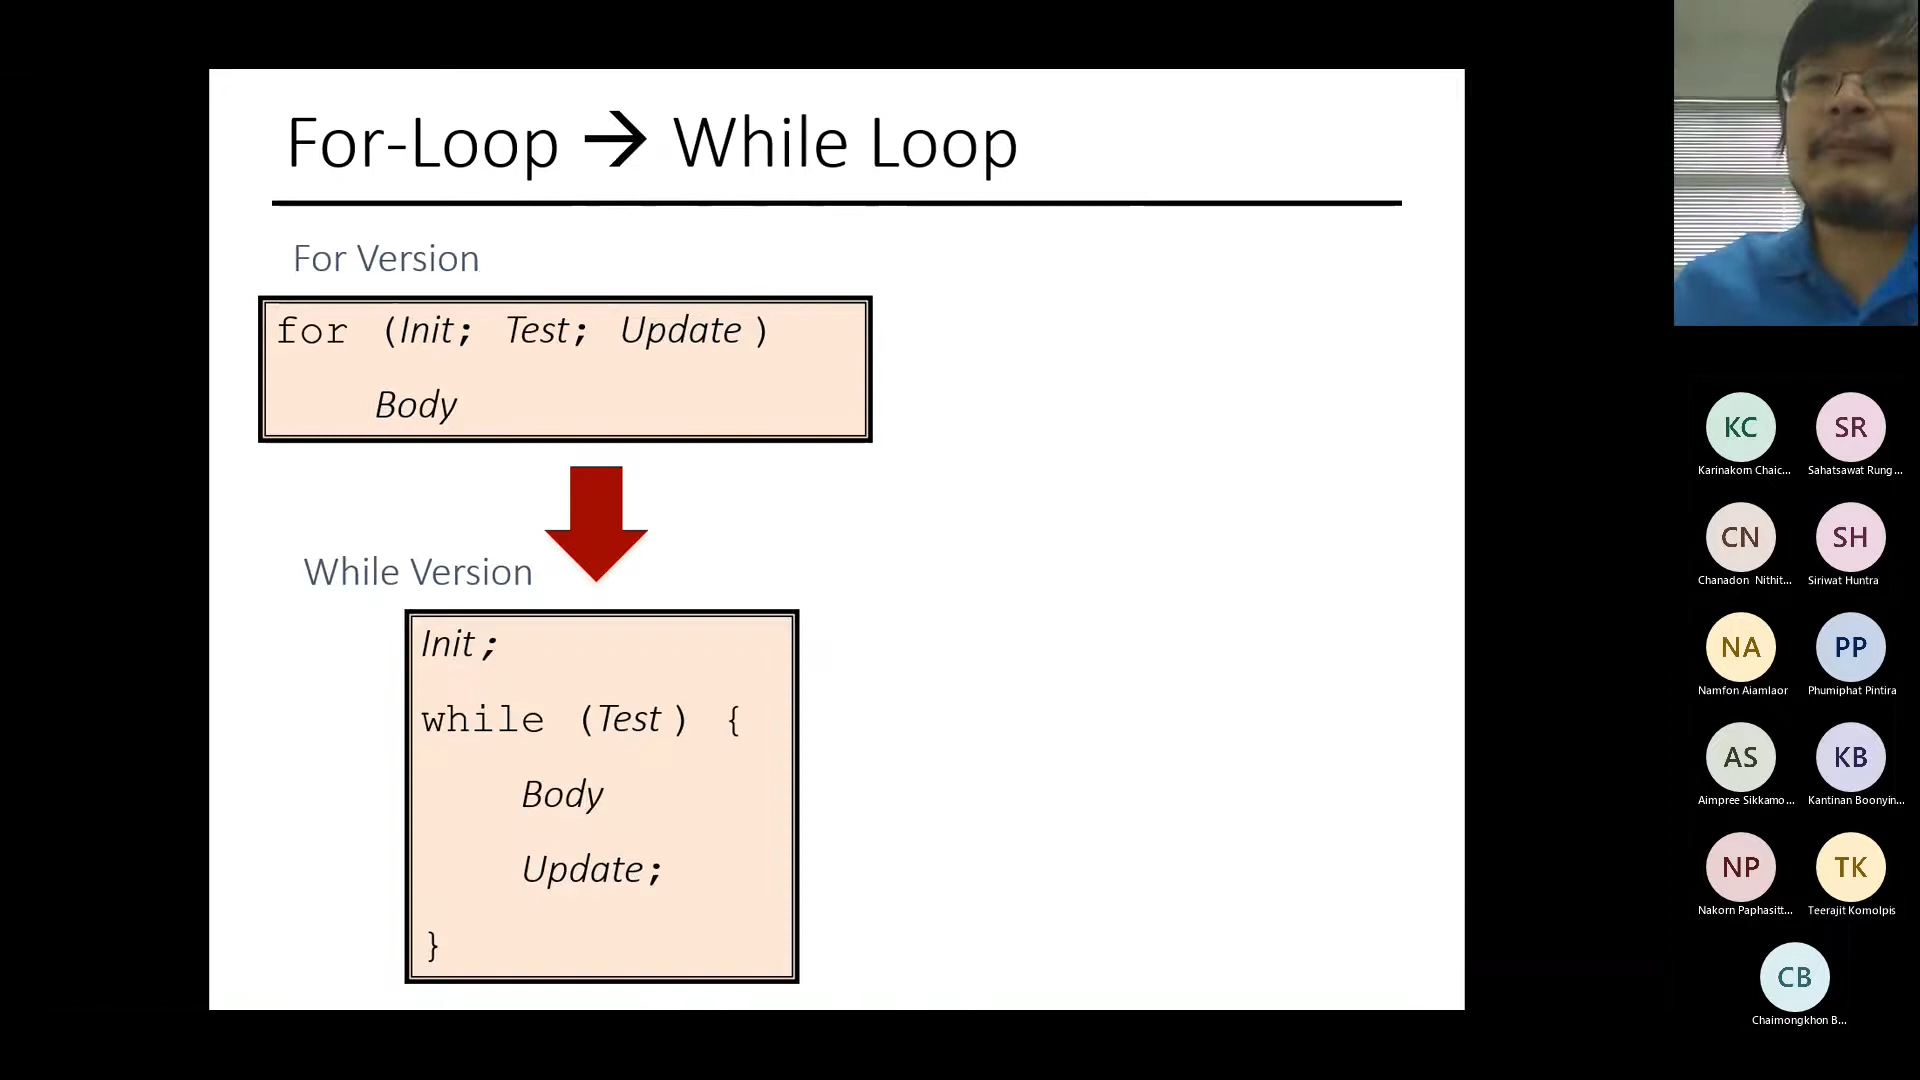 For-Loop → While Loop
For Version
for (Init; Test; Update )
Body
While Version
Init;
while (Test ) {
Body
Update;
}
KC
SR
Karinakorn Chaic...
Sahatsawat Rung...
CN
SH
Chanadon Nithit...
Siriwat Huntra
NA
PP
Namfon Aiamlaor
Phumiphat Pintira
AS
KB
Aimpree Sikkamo...
Kantinan Boonyin...
NP
TK
Nakorn Paphasitt...
Teerajit Komolpis
CB
Chaimongkhon B...